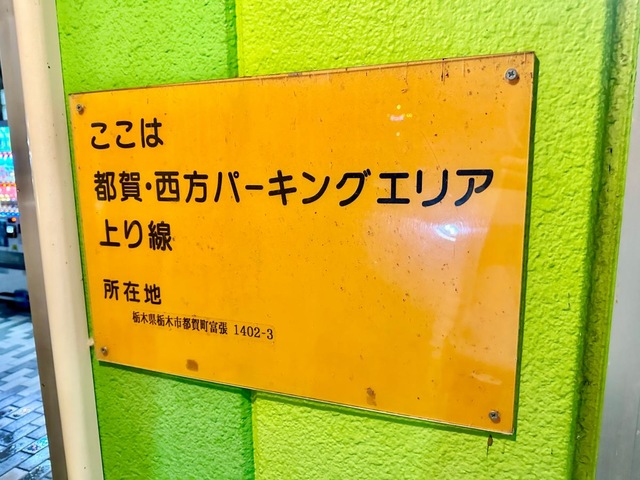 ここは
都賀・西方パーキングエリア
上り線
所在地
栃木県栃木市都賀町富張 1402-3